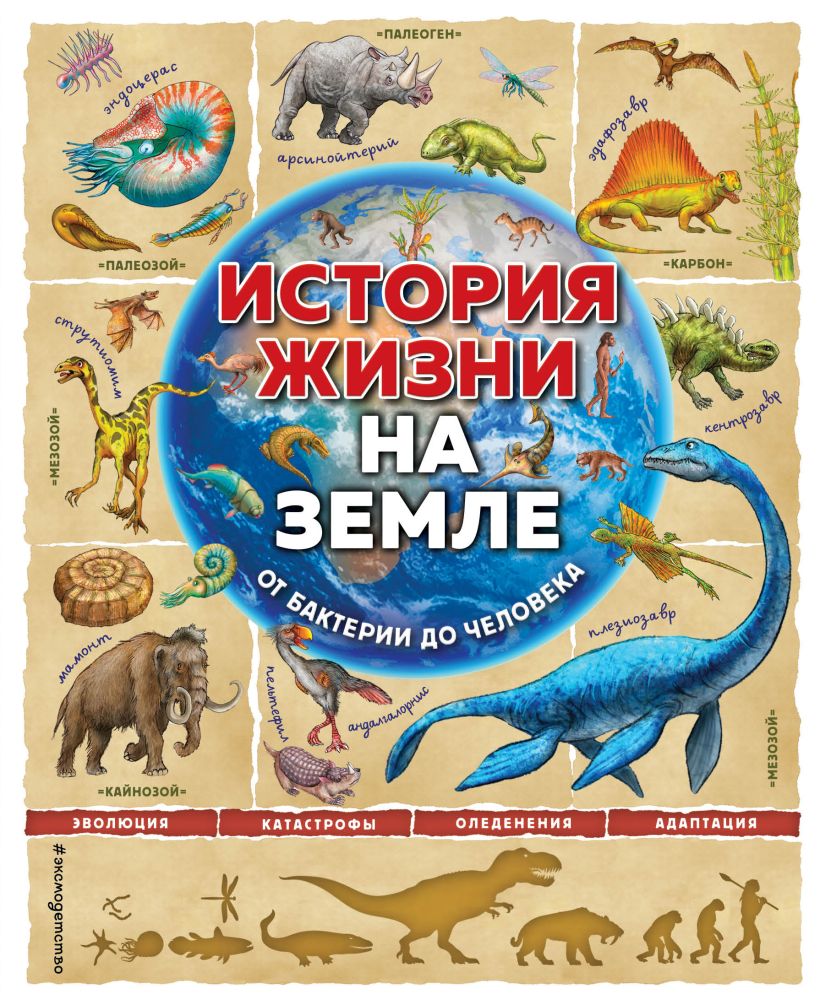 =ПАЛЕОГЕН=
эндоцерас
арсинойтерий
эдафозавр
=ПАЛЕОЗОЙ=
=КАРБОН=
ИСТОРИЯ
ЖИЗНИ
НА
ЗЕМЛЕ
ОТ БАКТЕРИИ ДО ЧЕЛОВЕКА
струтиомим
=МЕЗОЗОЙ=
кентрозавр
плезиозавр
мамонт
пельтефил
андалгалорнис
=КАЙНОЗОЙ=
=МЕЗОЗОЙ=
ЭВОЛЮЦИЯ
КАТАСТРОФЫ
ОЛЕДЕНЕНИЯ
АДАПТАЦИЯ
#эксмодетство